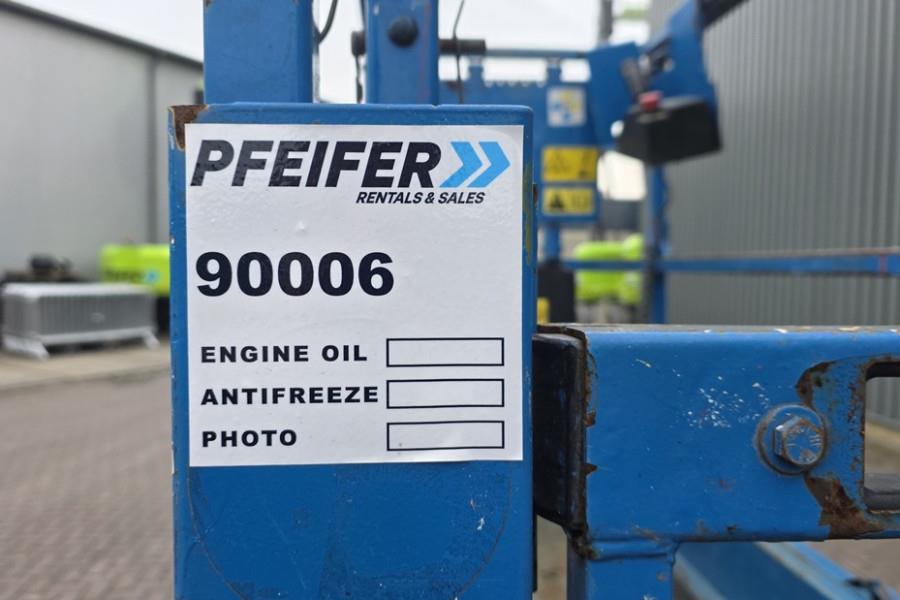 PFEIFER
RENTALS & SALES
90006
ENGINE OIL
ANTIFREEZE
PHOTO